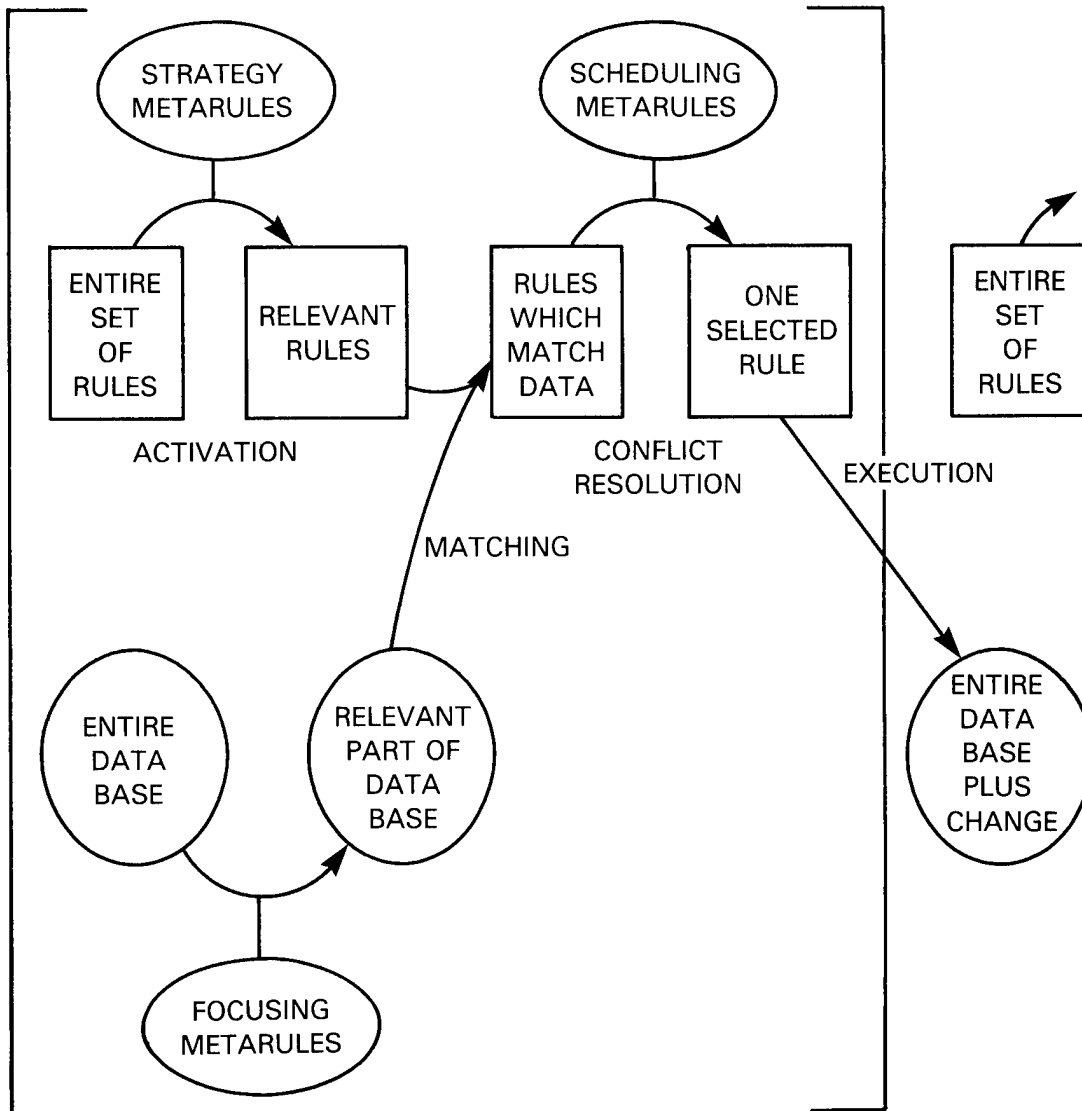 STRATEGY
METARULES
SCHEDULING
METARULES
ENTIRE
SET
OF
RULES
RELEVANT
RULES
RULES
WHICH
MATCH
DATA
ONE
SELECTED
RULE
ENTIRE
SET
OF
RULES
ACTIVATION
CONFLICT
RESOLUTION
EXECUTION
MATCHING
ENTIRE
DATA
BASE
RELEVANT
PART OF
DATA
BASE
ENTIRE
DATA
BASE
PLUS
CHANGE
FOCUSING
METARULES